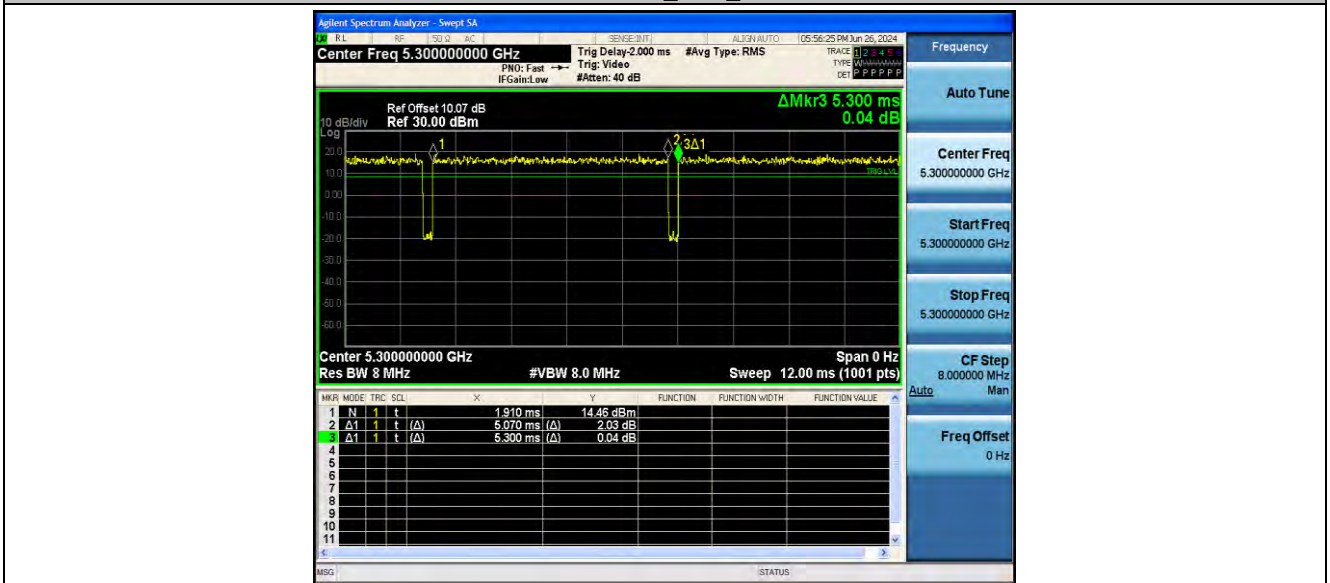 Agilent Spectrum Analyzer - Swept SA
RL RF 50 Ω AC SENSE:INT ALIGN AUTO 05:56:25 PM Jun 26, 2024
Center Freq 5.300000000 GHz Trig Delay-2.000 ms #Avg Type: RMS TRACE 1 2 3 4 5 6
PNO: Fast Trig: Video TYPE
IFGain:Low #Atten: 40 dB DET P P P P P P
Frequency
Auto Tune
Center Freq
5.300000000 GHz
Start Freq
5.300000000 GHz
Stop Freq
5.300000000 GHz
CF Step
8.000000 MHz
Auto Man
Freq Offset
0 Hz
ΔMkr3 5.300 ms
0.04 dB
Ref Offset 10.07 dB
10 dB/div Ref 30.00 dBm
Log
20.0
10.0
0.00
-10.0
-20.0
-30.0
-40.0
-50.0
-60.0
1
2 3Δ1
TRIG LVL
Center 5.300000000 GHz Span 0 Hz
Res BW 8 MHz #VBW 8.0 MHz Sweep 12.00 ms (1001 pts)
MKR MODE TRC SCL X Y FUNCTION FUNCTION WIDTH FUNCTION VALUE
1 N 1 t 1.910 ms 14.46 dBm
2 Δ1 1 t (Δ) 5.070 ms (Δ) 2.03 dB
3 Δ1 1 t (Δ) 5.300 ms (Δ) 0.04 dB
4
5
6
7
8
9
10
11
MSG STATUS